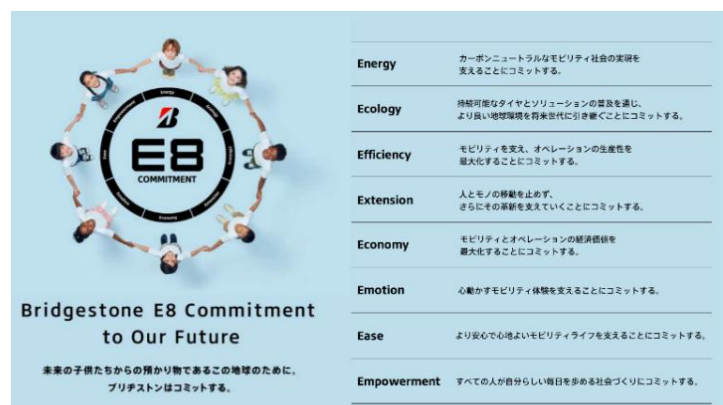 Energy
Ecology
Efficiency
Extension
Economy
Emotion
Ease
Empowerment
E8
COMMITMENT
Bridgestone E8 Commitment
to Our Future
未来の子供たちからの預かり物であるこの地球のために。
ブリヂストンはコミットする。
Energy
カーボンニュートラルなモビリティ社会の実現を
支えることにコミットする。
Ecology
持続可能なタイヤとソリューションの普及を通じ、
より良い地球環境を将来世代に引き継ぐことにコミットする。
Efficiency
モビリティを支え、オペレーションの生産性を
最大化することにコミットする。
Extension
人とモノの移動を止めず、
さらにその革新を支えていくことにコミットする。
Economy
モビリティとオペレーションの経済価値を
最大化することにコミットする。
Emotion
心動かすモビリティ体験を支えることにコミットする。
Ease
より安心で心地よいモビリティライフを支えることにコミットする。
Empowerment
すべての人が自分らしい毎日を歩める社会づくりにコミットする。